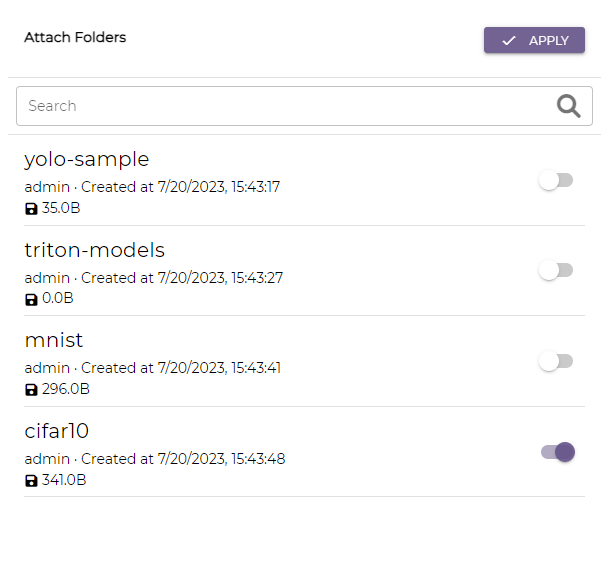 Attach Folders
APPLY
Search
yolo-sample
admin · Created at 7/20/2023, 15:43:17
35.0B
triton-models
admin · Created at 7/20/2023, 15:43:27
0.0B
mnist
admin · Created at 7/20/2023, 15:43:41
296.0B
cifar10
admin · Created at 7/20/2023, 15:43:48
341.0B